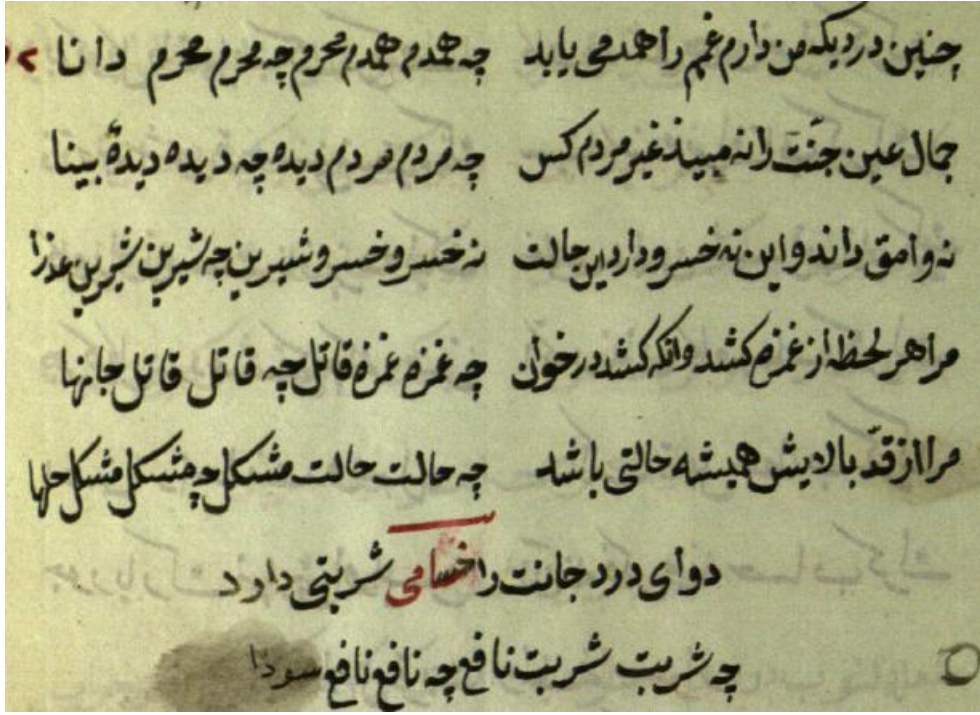 چنین دردیکه من دارم غمم را همدمی یابد چه همدم همدم محرم چه محرم محرم دانا
جمال عین جنّت را نه میبیند غیر مردم کس چه مردم مردم دیده چه دیده دیدهٔ بینا
نه وامق داند و این نه خسرو دارد این حالت نه خسرو خسرو شیرین چه شیرین شیرین عذرا
مرا هر لحظه از غمزه کشد وانگه کشد در خون چه غمزه غمزه قاتل چه قاتل قاتل جانها
مرا از قدّ بالایش همیشه حالتی باشد چه حالت حالت مشکل چه مشکل مشکل حلها
دوای درد جانت را خسامی شربتی دارد
چه شربت شربت نافع چه نافع نافع سودا